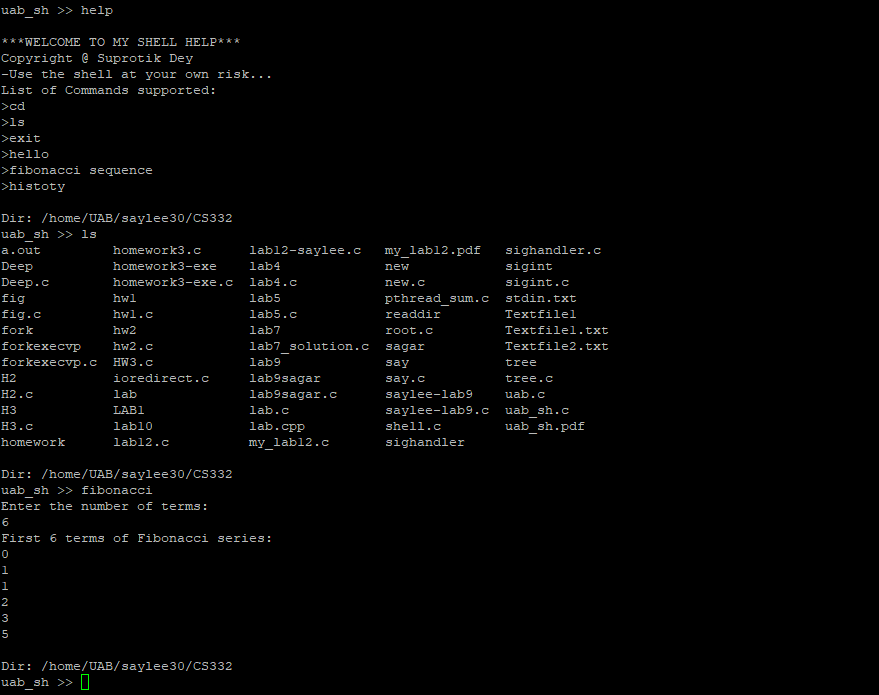 uab_sh >> help
***WELCOME TO MY SHELL HELP***
Copyright @ Suprotik Dey
-Use the shell at your own risk...
List of Commands supported:
>cd
>ls
>exit
>hello
>fibonacci sequence
>histoty
Dir: /home/UAB/saylee30/CS332
uab_sh >> ls
a.out homework3.c lab12-saylee.c my_lab12.pdf sighandler.c
Deep homework3-exe lab4 new sigint
Deep.c homework3-exe.c lab4.c new.c sigint.c
fig hw1 lab5 pthread_sum.c stdin.txt
fig.c hw1.c lab5.c readdir Textfile1
fork hw2 lab7 root.c Textfile1.txt
forkexecvp hw2.c lab7_solution.c sagar Textfile2.txt
forkexecvp.c HW3.c lab9 say tree
H2 ioredirect.c lab9sagar say.c tree.c
H2.c lab lab9sagar.c saylee-lab9 uab.c
H3 LAB1 lab.c saylee-lab9.c uab_sh.c
H3.c lab10 lab.cpp shell.c uab_sh.pdf
homework lab12.c my_lab12.c sighandler
Dir: /home/UAB/saylee30/CS332
uab_sh >> fibonacci
Enter the number of terms:
6
First 6 terms of Fibonacci series:
0
1
1
2
3
5
Dir: /home/UAB/saylee30/CS332
uab_sh >>